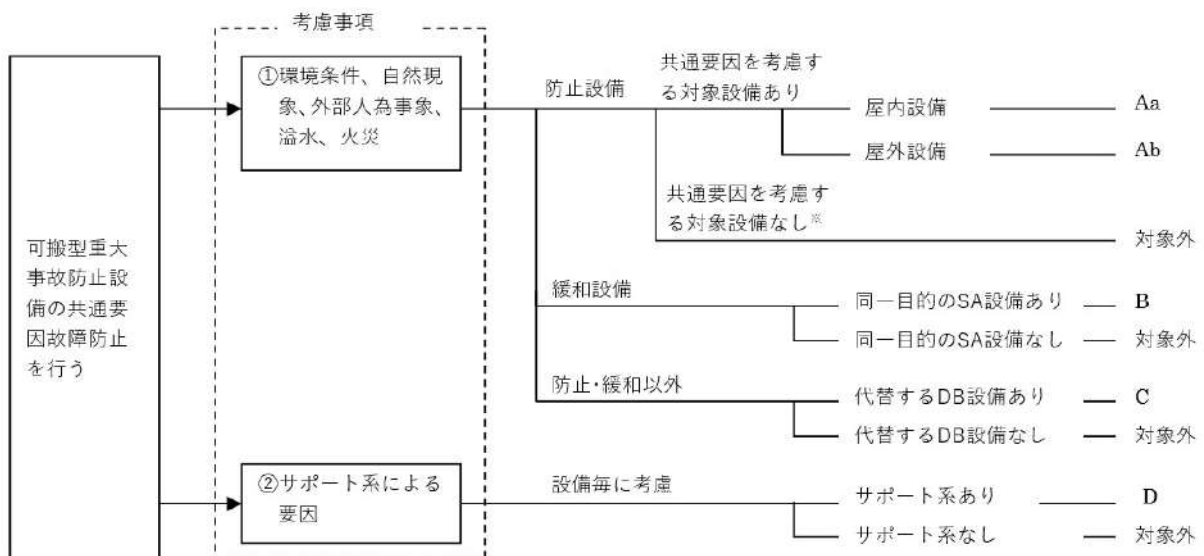 考慮事項
可搬型重大
事故防止設
備の共通要
因故障防止
を行う
①環境条件、自然現
象、外部人為事象、
溢水、火災
防止設備
共通要因を考慮す
る対象設備あり
屋内設備
Aa
屋外設備
Ab
共通要因を考慮す
る対象設備なし※
対象外
緩和設備
同一目的のSA設備あり
B
同一目的のSA設備なし
対象外
防止・緩和以外
代替するDB設備あり
C
代替するDB設備なし
対象外
②サポート系による
要因
設備毎に考慮
サポート系あり
D
サポート系なし
対象外